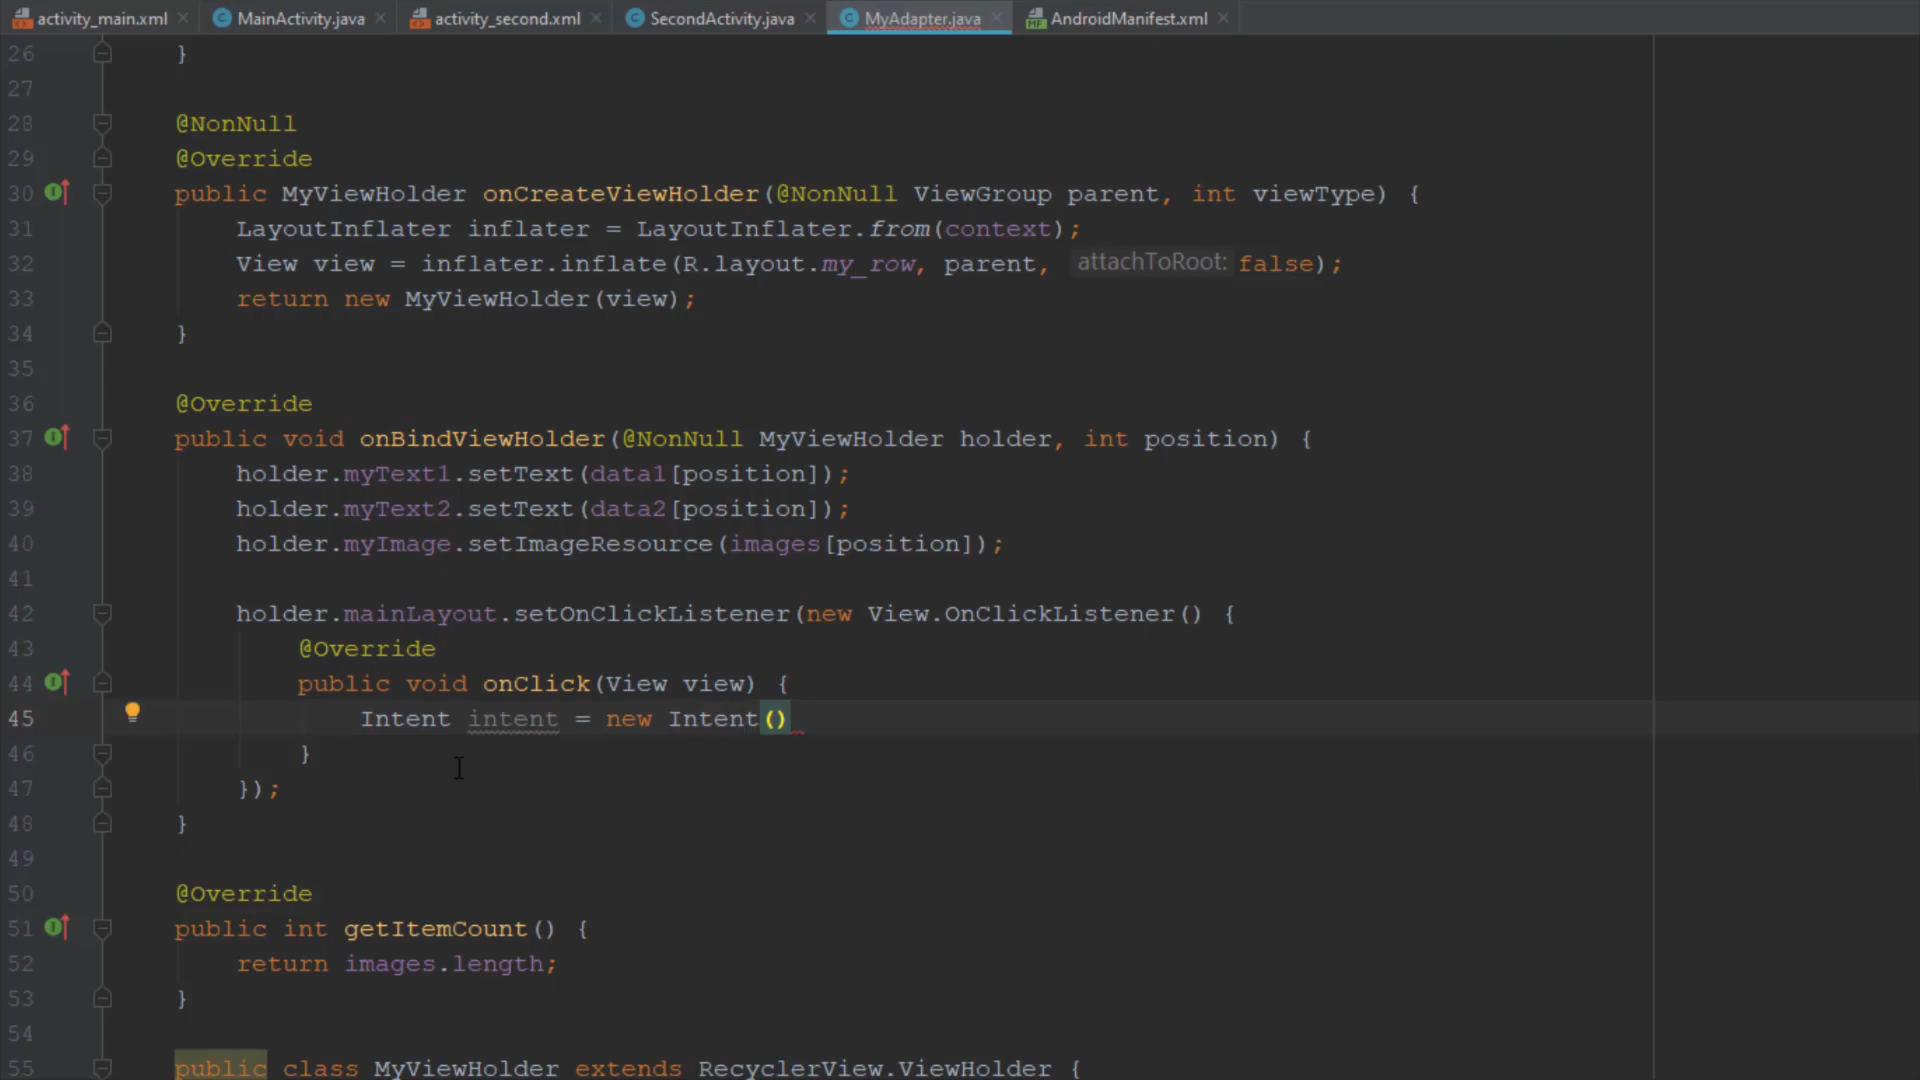 activity_main.xml MainActivity.java activity_second.xml SecondActivity.java MyAdapter.java AndroidManifest.xml
26 }
27
28 @NonNull
29 @Override
30 public MyViewHolder onCreateViewHolder(@NonNull ViewGroup parent, int viewType) {
31 LayoutInflater inflater = LayoutInflater.from(context);
32 View view = inflater.inflate(R.layout.my_row, parent, attachToRoot: false);
33 return new MyViewHolder(view);
34 }
35
36 @Override
37 public void onBindViewHolder(@NonNull MyViewHolder holder, int position) {
38 holder.myText1.setText(data1[position]);
39 holder.myText2.setText(data2[position]);
40 holder.myImage.setImageResource(images[position]);
41
42 holder.mainLayout.setOnClickListener(new View.OnClickListener() {
43 @Override
44 public void onClick(View view) {
45 Intent intent = new Intent()
46 }
47 });
48 }
49
50 @Override
51 public int getItemCount() {
52 return images.length;
53 }
54
55 public class MyViewHolder extends RecyclerView.ViewHolder {